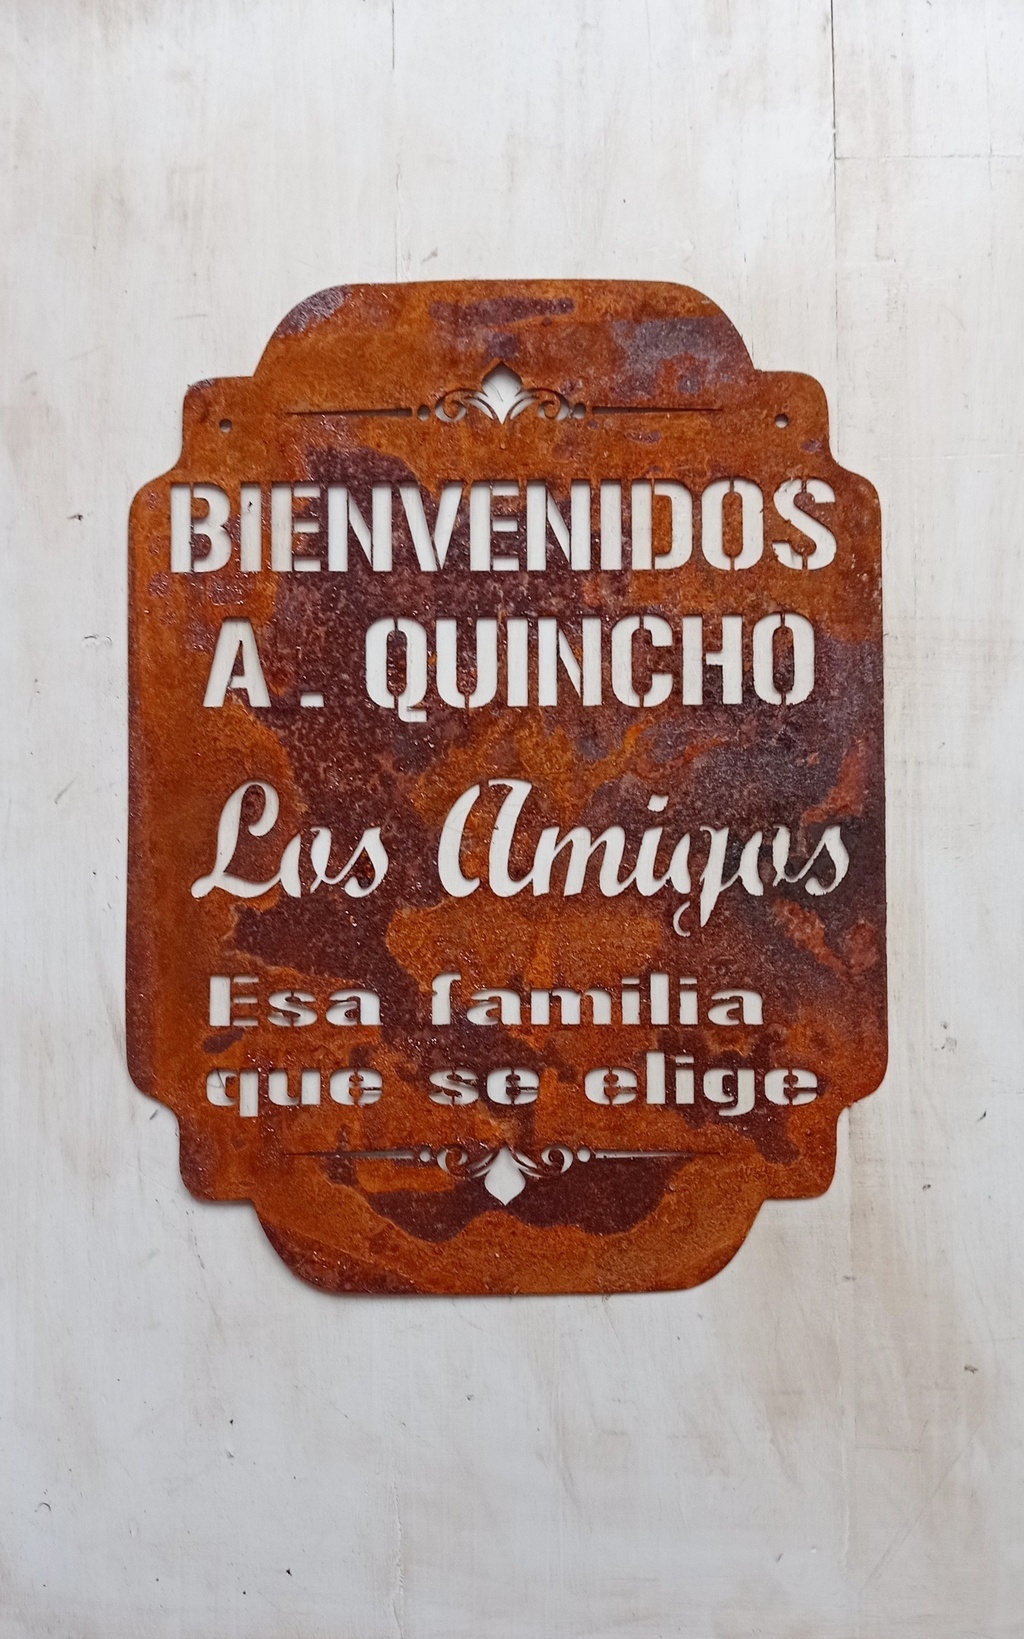 BIENVENIDOS
A . QUINCHO
Los Amigos
Esa familia
que se elige